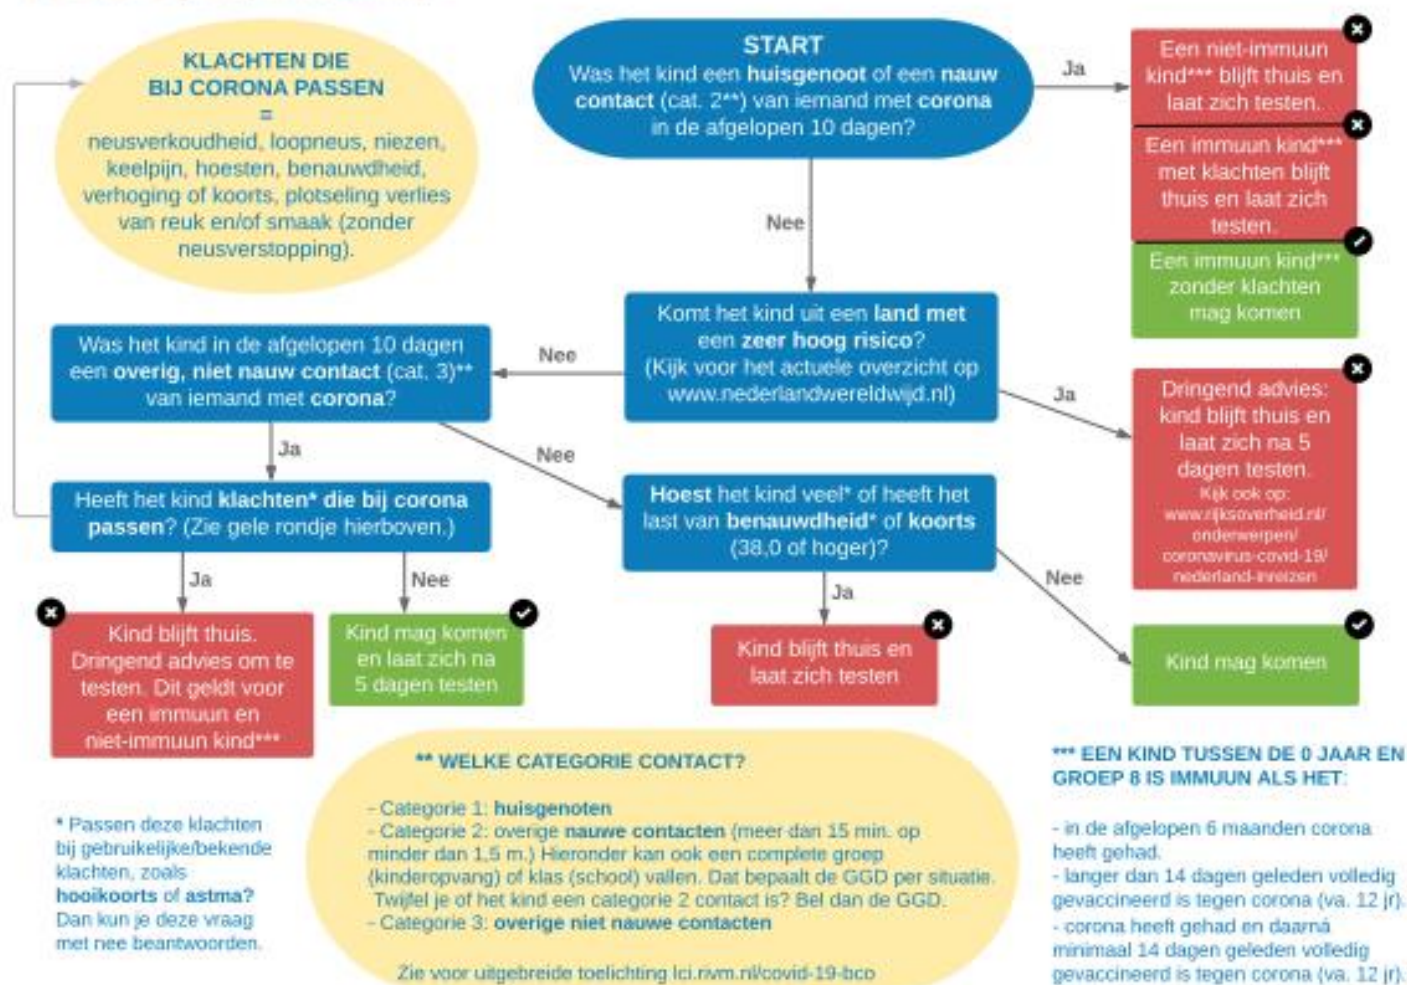 KLACHTEN DIE
BIJ CORONA PASSEN
=
neusverkoudheid, loopneus, niezen,
keelpijn, hoesten, benauwdheid,
verhoging of koorts, plotseling verlies
van reuk en/of smaak (zonder
neusverstopping).
START
Was het kind een huisgenoot of een nauw
contact (cat. 2**) van iemand met corona
in de afgelopen 10 dagen?
Ja
Een niet-immuun
kind*** blijft thuis en
laat zich testen.
Een immuun kind***
met klachten blijft
thuis en laat zich
testen.
Een immuun kind***
zonder klachten
mag komen
Nee
Komt het kind uit een land met
een zeer hoog risico?
(Kijk voor het actuele overzicht op
www.nederlandwereldwijd.nl)
Nee
Was het kind in de afgelopen 10 dagen
een overig, niet nauw contact (cat. 3)**
van iemand met corona?
Ja
Dringend advies:
kind blijft thuis en
laat zich na 5
dagen testen.
Kijk ook op:
www.rijksoverheid.nl/
onderwerpen/
coronavirus-covid-19/
nederland-inreizen
Ja
Nee
Heeft het kind klachten* die bij corona
passen? (Zie gele rondje hierboven.)
Hoest het kind veel* of heeft het
last van benauwdheid* of koorts
(38,0 of hoger)?
Ja
Nee
Ja
Nee
Kind blijft thuis.
Dringend advies om te
testen. Dit geldt voor
een immuun en
niet-immuun kind***
Kind mag komen
en laat zich na
5 dagen testen
Kind blijft thuis en
laat zich testen
Kind mag komen
* Passen deze klachten
bij gebruikelijke/bekende
klachten, zoals
hooikoorts of astma?
Dan kun je deze vraag
met nee beantwoorden.
** WELKE CATEGORIE CONTACT?
- Categorie 1: huisgenoten
- Categorie 2: overige nauwe contacten (meer dan 15 min. op
minder dan 1,5 m.) Hieronder kan ook een complete groep
(kinderopvang) of klas (school) vallen. Dat bepaalt de GGD per situatie.
Twijfel je of het kind een categorie 2 contact is? Bel dan de GGD.
- Categorie 3: overige niet nauwe contacten
Zie voor uitgebreide toelichting lci.rivm.nl/covid-19-bco
*** EEN KIND TUSSEN DE 0 JAAR EN
GROEP 8 IS IMMUUN ALS HET:
- in de afgelopen 6 maanden corona
heeft gehad.
- langer dan 14 dagen geleden volledig
gevaccineerd is tegen corona (va. 12 jr).
- corona heeft gehad en daarná
minimaal 14 dagen geleden volledig
gevaccineerd is tegen corona (va. 12 jr).